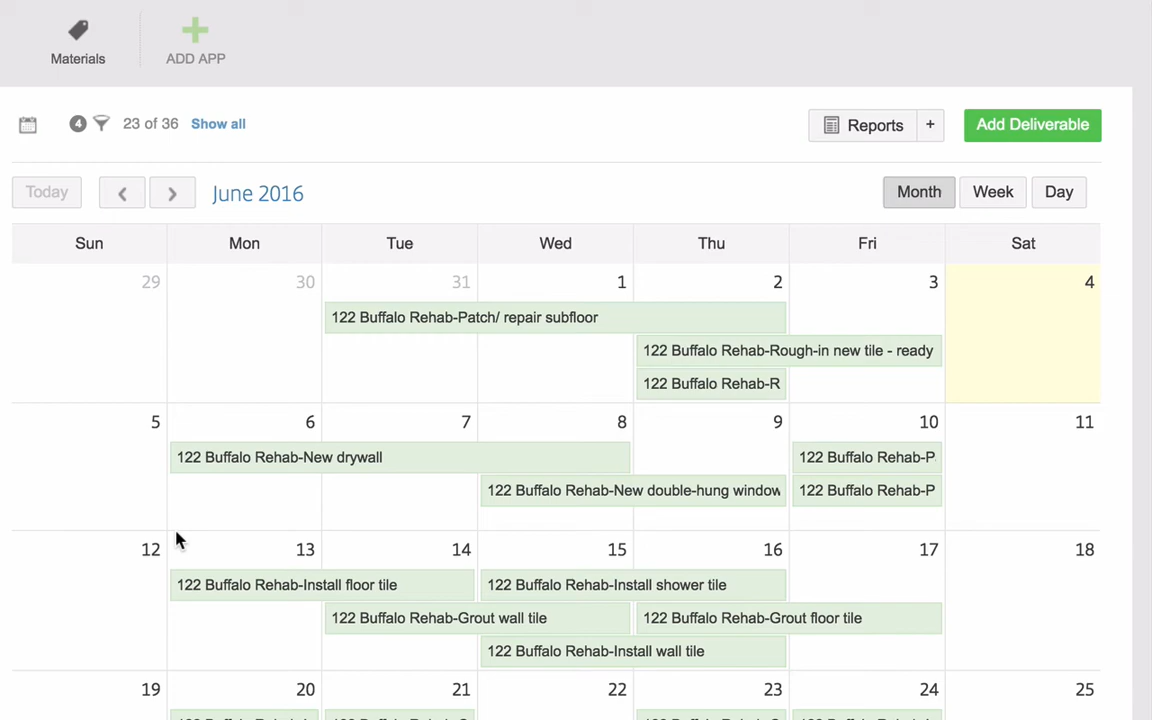 Materials
ADD APP
4 23 of 36 Show all
Reports + Add Deliverable
Today June 2016 Month Week Day
Sun Mon Tue Wed Thu Fri Sat
29 30 31 1 2 3 4
122 Buffalo Rehab-Patch/ repair subfloor
122 Buffalo Rehab-Rough-in new tile - ready
122 Buffalo Rehab-R
5 6 7 8 9 10 11
122 Buffalo Rehab-New drywall 122 Buffalo Rehab-P
122 Buffalo Rehab-New double-hung window 122 Buffalo Rehab-P
12 13 14 15 16 17 18
122 Buffalo Rehab-Install floor tile 122 Buffalo Rehab-Install shower tile
122 Buffalo Rehab-Grout wall tile 122 Buffalo Rehab-Grout floor tile
122 Buffalo Rehab-Install wall tile
19 20 21 22 23 24 25